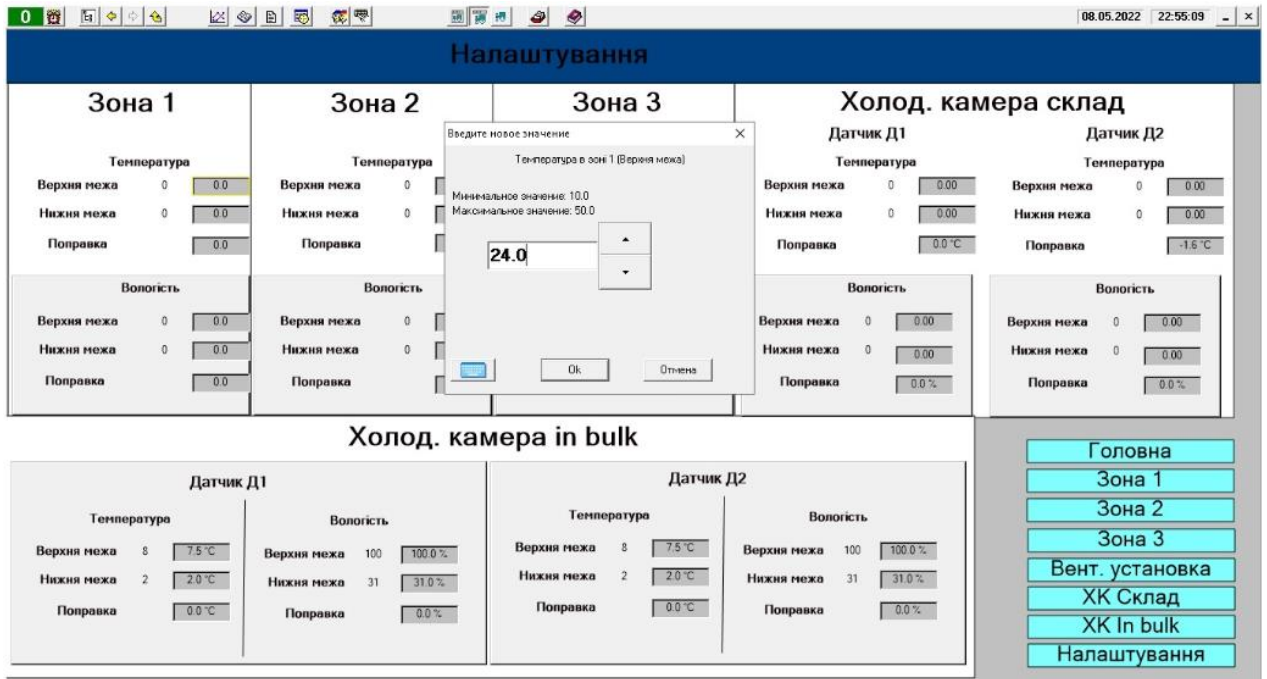 0 08.05.2022 22:55:09
Налаштування
Зона 1
Температура
Верхня межа 0 0.0
Нижня межа 0 0.0
Поправка 0.0
Вологість
Верхня межа 0 0.0
Нижня межа 0 0.0
Поправка 0.0
Зона 2
Температура
Верхня межа 0
Нижня межа 0
Поправка
Вологість
Верхня межа 0
Нижня межа 0
Поправка
Зона 3
Введите новое значение
Температура в зоні 1 (Верхня межа)
Минимальное значение: 10.0
Максимальное значение: 50.0
24.0
Ok Отмена
Холод. камера склад
Датчик Д1
Температура
Верхня межа 0 0.00
Нижня межа 0 0.00
Поправка 0.0 °C
Вологість
Верхня межа 0 0.00
Нижня межа 0 0.00
Поправка 0.0 %
Датчик Д2
Температура
Верхня межа 0 0.00
Нижня межа 0 0.00
Поправка -1.6 °C
Вологість
Верхня межа 0 0.00
Нижня межа 0 0.00
Поправка 0.0 %
Холод. камера in bulk
Датчик Д1
Температура
Верхня межа 8 7.5 °C
Нижня межа 2 2.0 °C
Поправка 0.0 °C
Вологість
Верхня межа 100 100.0 %
Нижня межа 31 31.0 %
Поправка 0.0 %
Датчик Д2
Температура
Верхня межа 8 7.5 °C
Нижня межа 2 2.0 °C
Поправка 0.0 °C
Вологість
Верхня межа 100 100.0 %
Нижня межа 31 31.0 %
Поправка 0.0 %
Головна
Зона 1
Зона 2
Зона 3
Вент. установка
ХК Склад
ХК In bulk
Налаштування